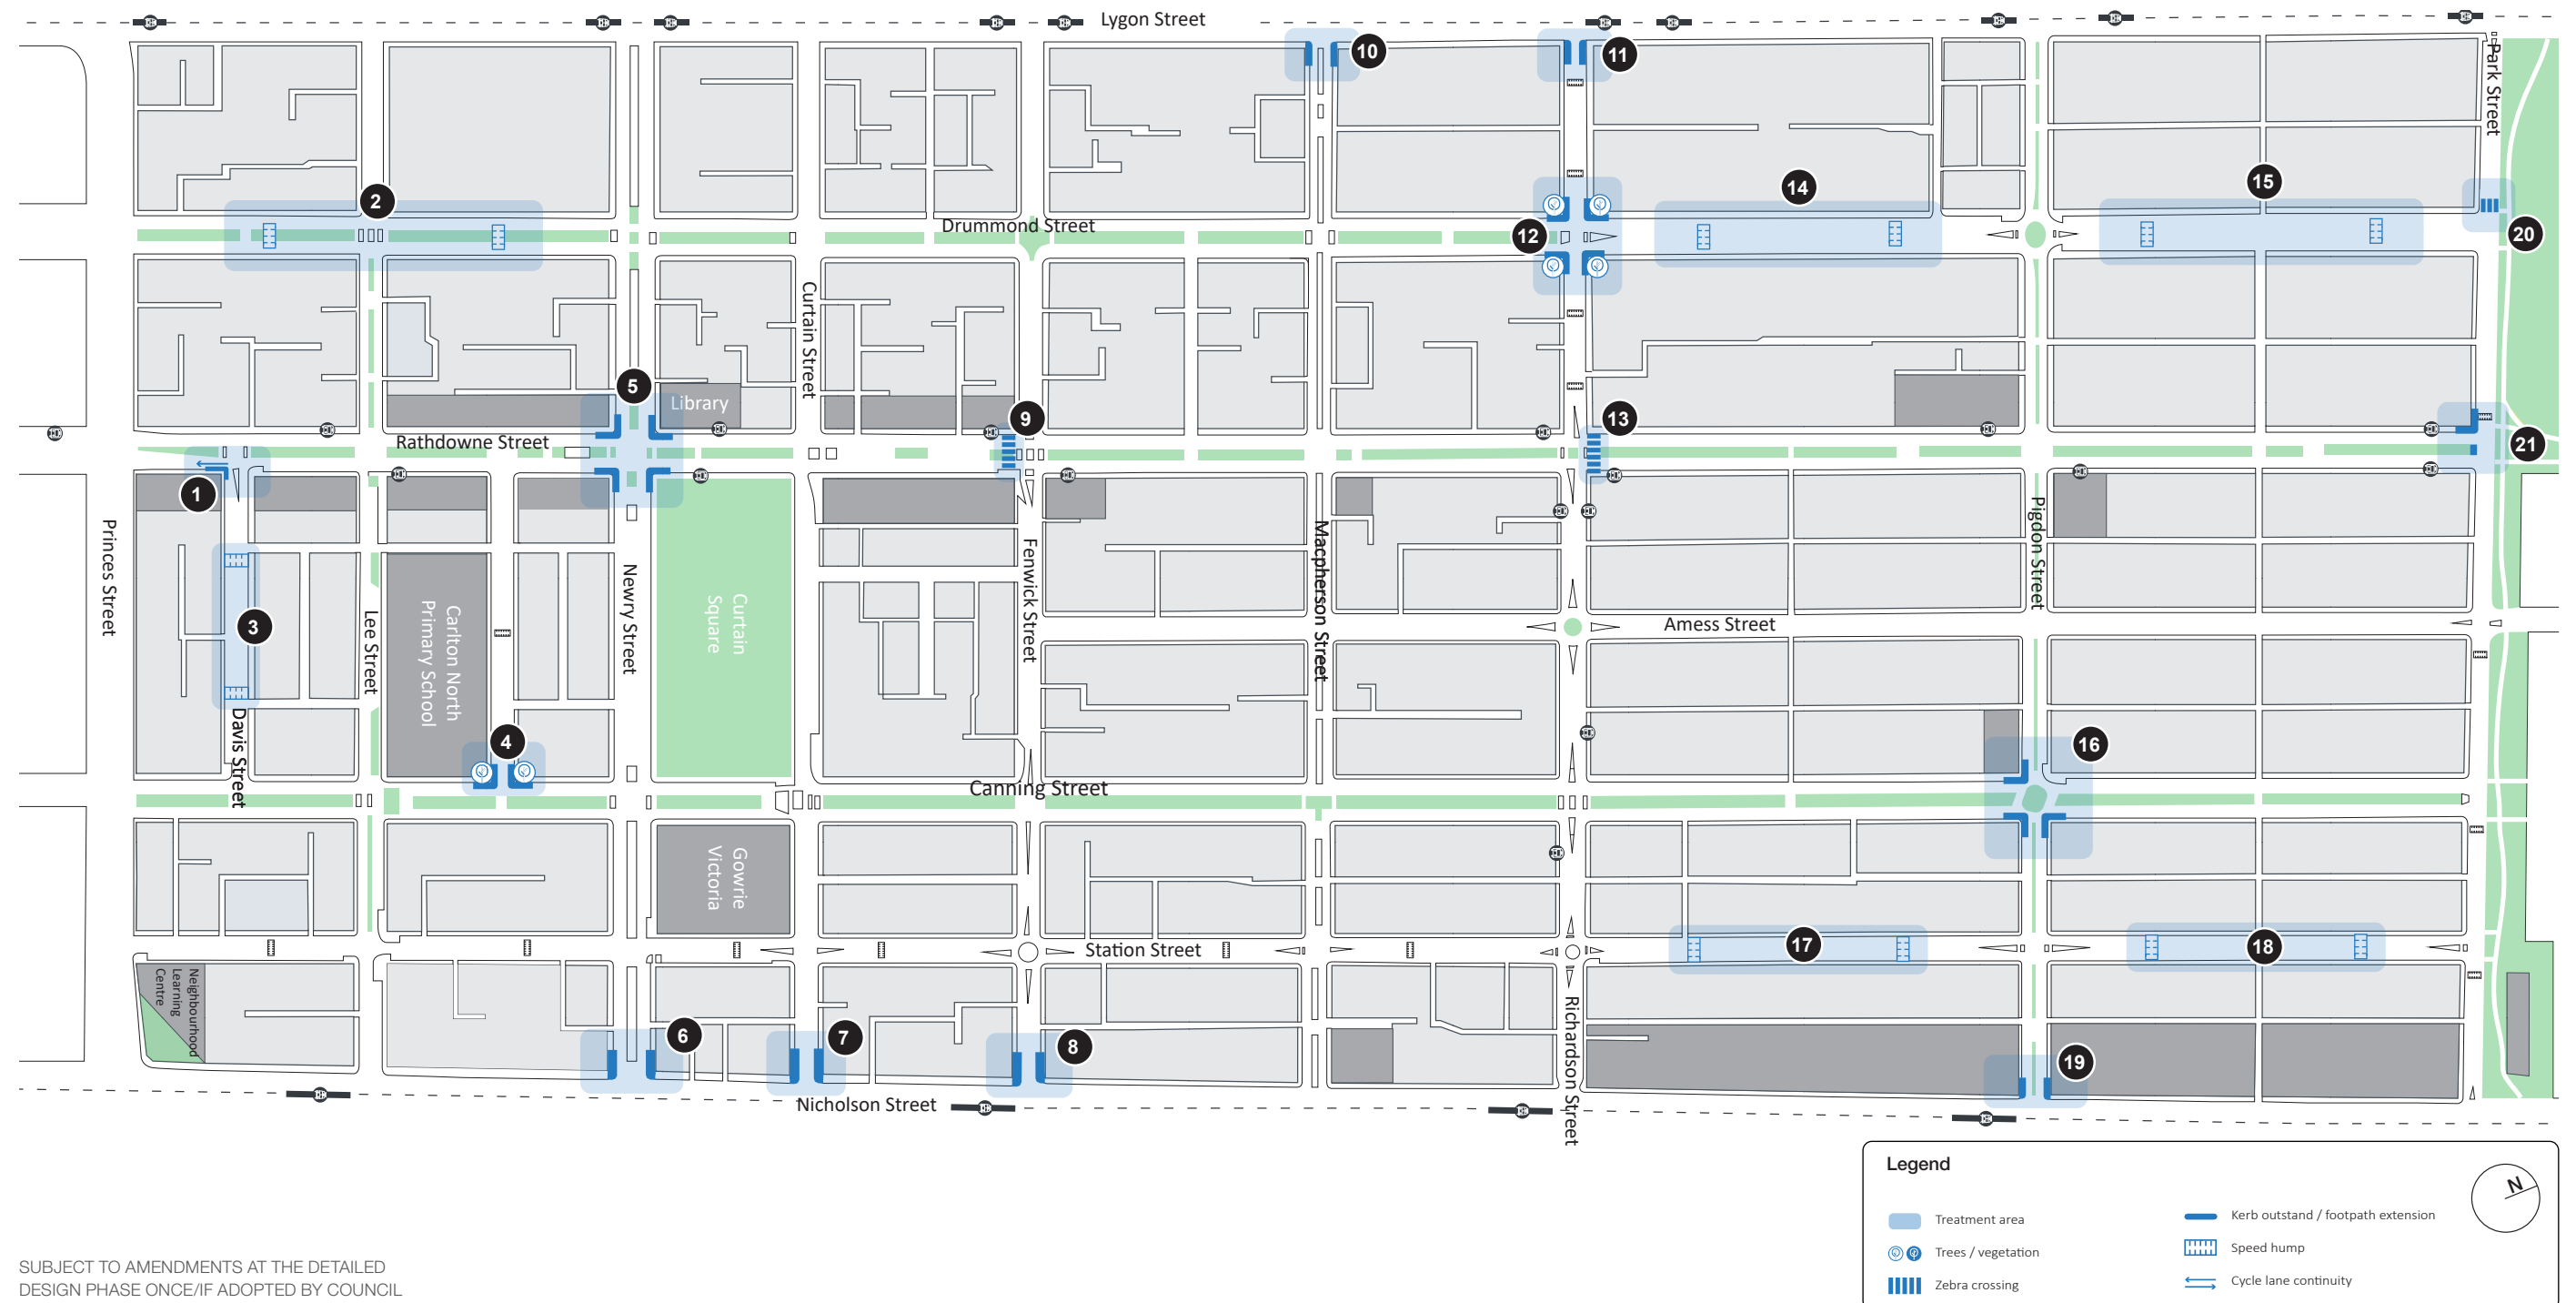 Lygon Street
10
11
Park Street
2
14
15
Drummond Street
12
20
Curtain Street
5
Library
9
13
Rathdowne Street
21
1
Princes Street
3
Davis Street
Lee Street
Carlton North
Primary School
4
Newry Street
Curtain
Square
Fenwick Street
Macpherson Street
Amess Street
Pigdon Street
16
Canning Street
Gowrie
Victoria
Station Street
17
18
Neighbourhood
Learning
Centre
6
7
8
Richardson Street
19
Nicholson Street
Legend
N
Treatment area
Kerb outstand / footpath extension
Trees / vegetation
Speed hump
Zebra crossing
Cycle lane continuity
SUBJECT TO AMENDMENTS AT THE DETAILED
DESIGN PHASE ONCE/IF ADOPTED BY COUNCIL